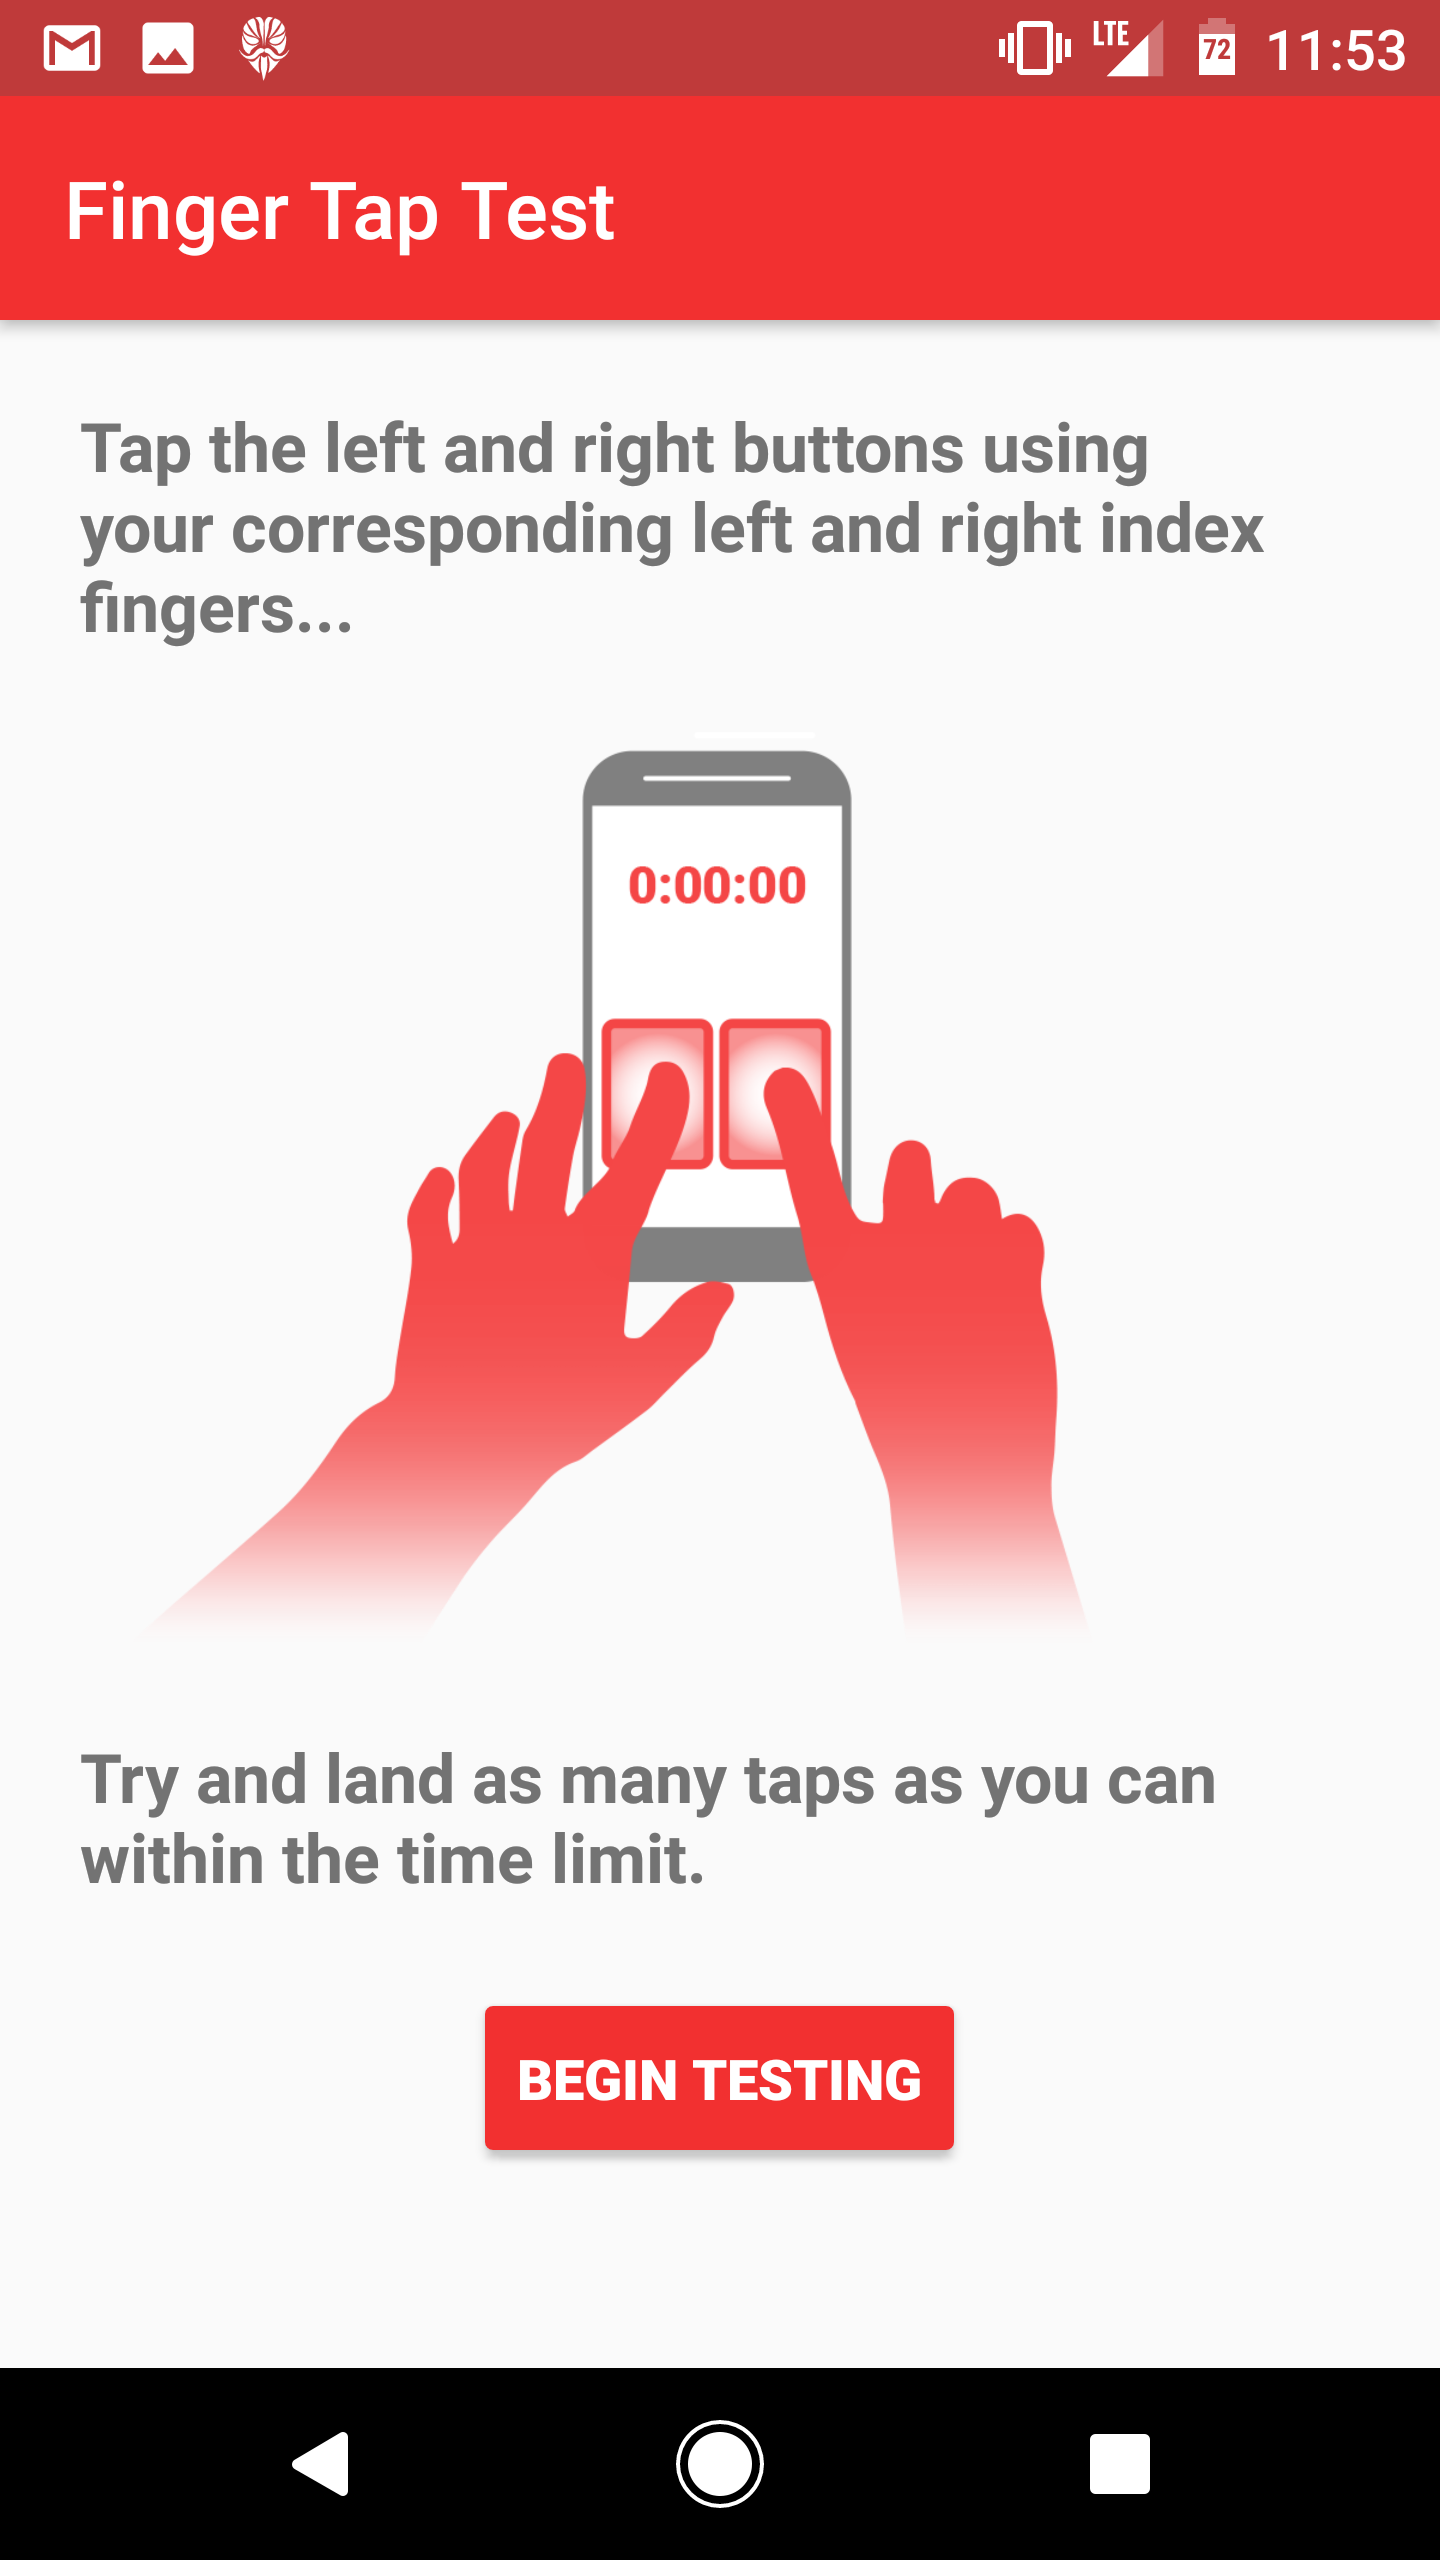 LTE 72 11:53
Finger Tap Test
Tap the left and right buttons using
your corresponding left and right index
fingers...
0:00:00
Try and land as many taps as you can
within the time limit.
BEGIN TESTING